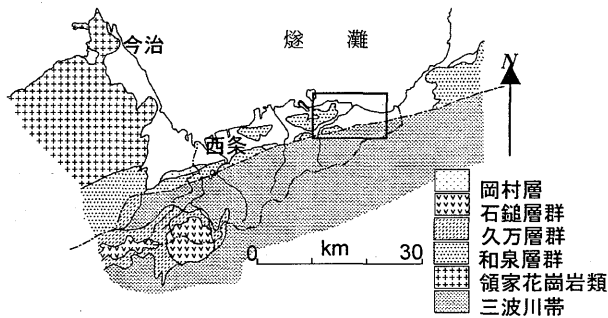 今治
燧 灘
N
西条
0 km 30
岡村層
石鎚層群
久万層群
和泉層群
領家花崗岩類
三波川帯